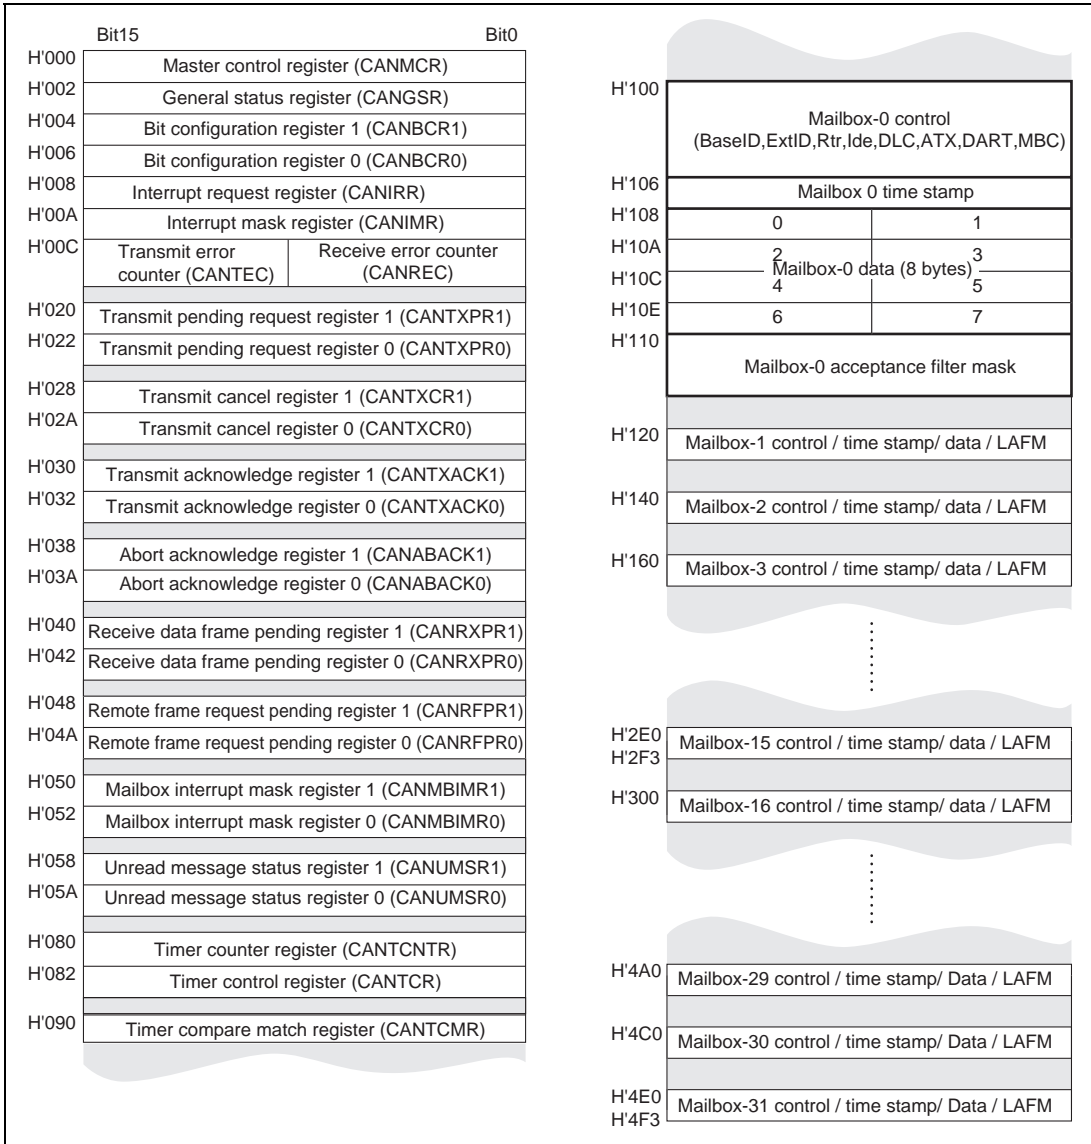 Bit15 Bit0
H'000 Master control register (CANMCR)
H'002 General status register (CANGSR)
H'004 Bit configuration register 1 (CANBCR1)
H'006 Bit configuration register 0 (CANBCR0)
H'008 Interrupt request register (CANIRR)
H'00A Interrupt mask register (CANIMR)
H'00C Transmit error counter (CANTEC) Receive error counter (CANREC)
H'020 Transmit pending request register 1 (CANTXPR1)
H'022 Transmit pending request register 0 (CANTXPR0)
H'028 Transmit cancel register 1 (CANTXCR1)
H'02A Transmit cancel register 0 (CANTXCR0)
H'030 Transmit acknowledge register 1 (CANTXACK1)
H'032 Transmit acknowledge register 0 (CANTXACK0)
H'038 Abort acknowledge register 1 (CANABACK1)
H'03A Abort acknowledge register 0 (CANABACK0)
H'040 Receive data frame pending register 1 (CANRXPR1)
H'042 Receive data frame pending register 0 (CANRXPR0)
H'048 Remote frame request pending register 1 (CANRFPR1)
H'04A Remote frame request pending register 0 (CANRFPR0)
H'050 Mailbox interrupt mask register 1 (CANMBIMR1)
H'052 Mailbox interrupt mask register 0 (CANMBIMR0)
H'058 Unread message status register 1 (CANUMSR1)
H'05A Unread message status register 0 (CANUMSR0)
H'080 Timer counter register (CANTCNTR)
H'082 Timer control register (CANTCR)
H'090 Timer compare match register (CANTCMR)
H'100 Mailbox-0 control
(BaseID,ExtID,Rtr,Ide,DLC,ATX,DART,MBC)
H'106 Mailbox 0 time stamp
H'108 0 1
H'10A 2 3
Mailbox-0 data (8 bytes)
H'10C 4 5
H'10E 6 7
H'110 Mailbox-0 acceptance filter mask
H'120 Mailbox-1 control / time stamp/ data / LAFM
H'140 Mailbox-2 control / time stamp/ data / LAFM
H'160 Mailbox-3 control / time stamp/ data / LAFM
H'2E0 Mailbox-15 control / time stamp/ data / LAFM
H'2F3
H'300 Mailbox-16 control / time stamp/ data / LAFM
H'4A0 Mailbox-29 control / time stamp/ Data / LAFM
H'4C0 Mailbox-30 control / time stamp/ Data / LAFM
H'4E0 Mailbox-31 control / time stamp/ Data / LAFM
H'4F3